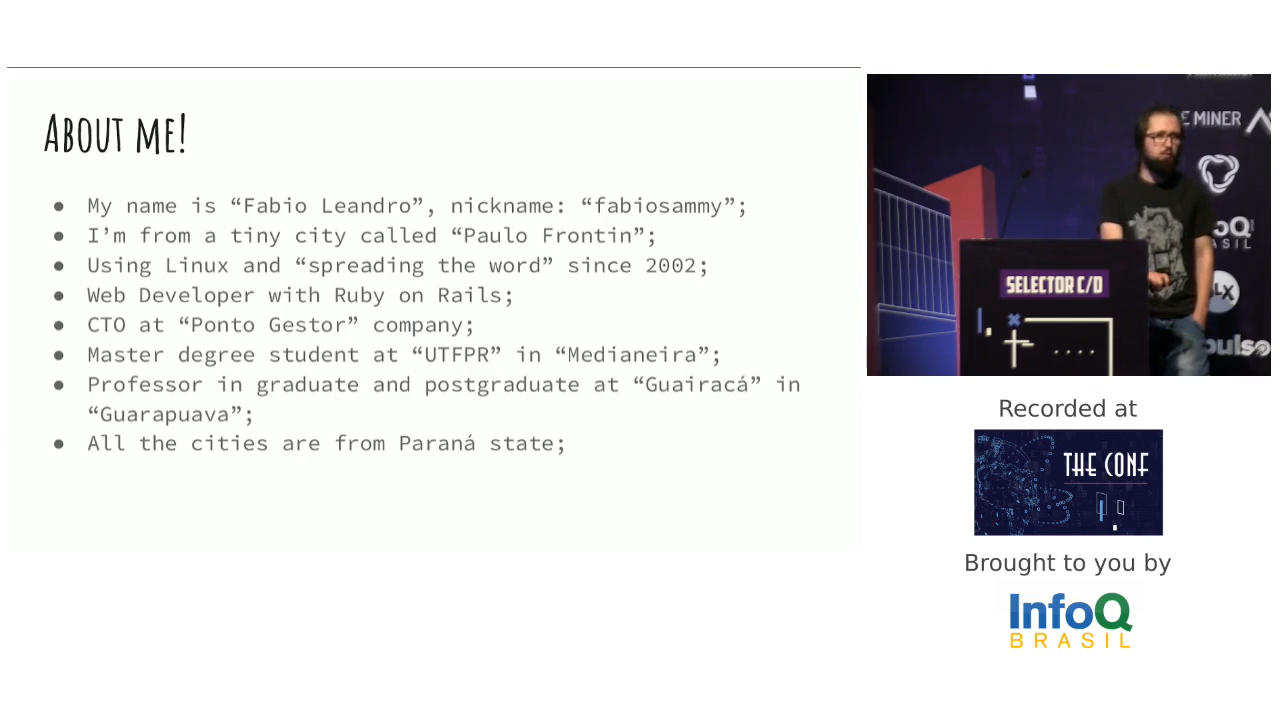 About me!
● My name is “Fabio Leandro”, nickname: “fabiosammy”;
● I’m from a tiny city called “Paulo Frontin”;
● Using Linux and “spreading the word” since 2002;
● Web Developer with Ruby on Rails;
● CTO at “Ponto Gestor” company;
● Master degree student at “UTFPR” in “Medianeira”;
● Professor in graduate and postgraduate at “Guairacá” in
“Guarapuava”;
● All the cities are from Paraná state;
E MINER
SELECTOR C/D
Recorded at
THE CONF
Brought to you by
InfoQ
BRASIL